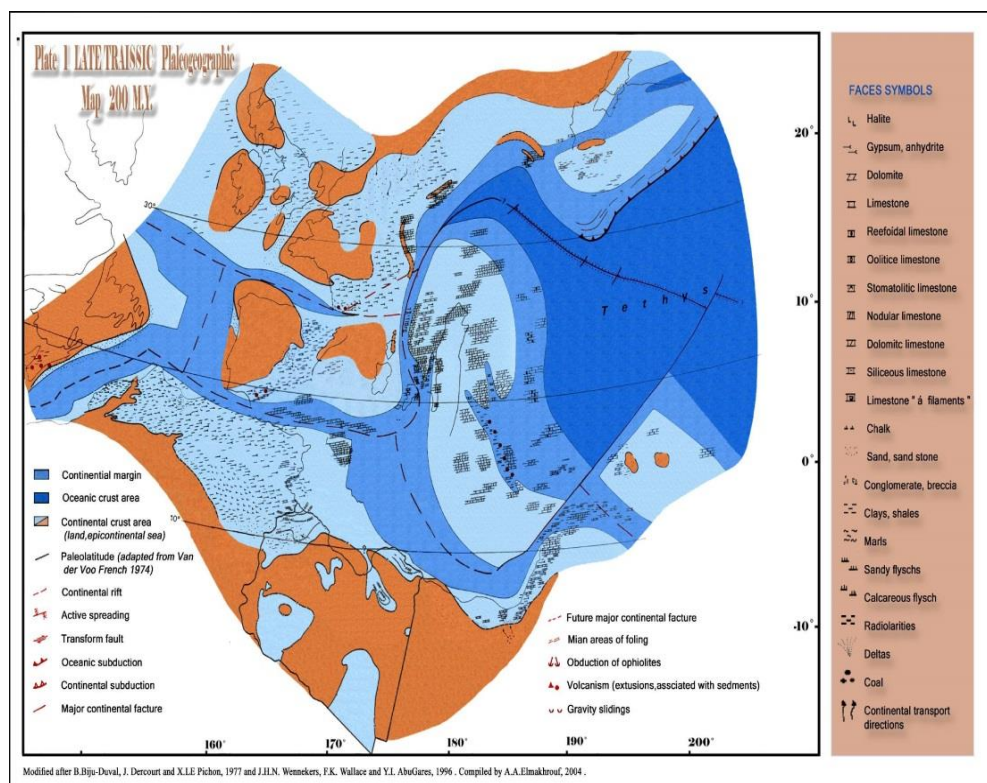 Plate 1 LATE TRAISSIC Plaleogeographic
Map 200 M.Y.
30°
10°
Tethys
20°
10°
0°
-10°
160°
170°
180°
190°
200°
Continential margin
Oceanic crust area
Continental crust area
(land,epicontinental sea)
Paleolatitude (adapted from Van
der Voo French 1974)
Continental rift
Active spreading
Transform fault
Oceanic subduction
Continental subduction
Major continental facture
Future major continental facture
Mian areas of foling
Obduction of ophiolites
Volcanism (extusions,assciated with sediments)
Gravity slidings
FACES SYMBOLS
Halite
Gypsum, anhydrite
Dolomite
Limestone
Reefoidal limestone
Oolitice limestone
Stomatolitic limestone
Nodular limestone
Dolomitc limestone
Siliceous limestone
Limestone " á filaments "
Chalk
Sand, sand stone
Conglomerate, breccia
Clays, shales
Marls
Sandy flyschs
Calcareous flysch
Radiolarities
Deltas
Coal
Continental transport
directions
Modified after B.Biju-Duval, J. Dercourt and X.LE Pichon, 1977 and J.H.N. Wennekers, F.K. Wallace and Y.I. AbuGares, 1996 . Compiled by A.A.Elmakhrouf, 2004 .